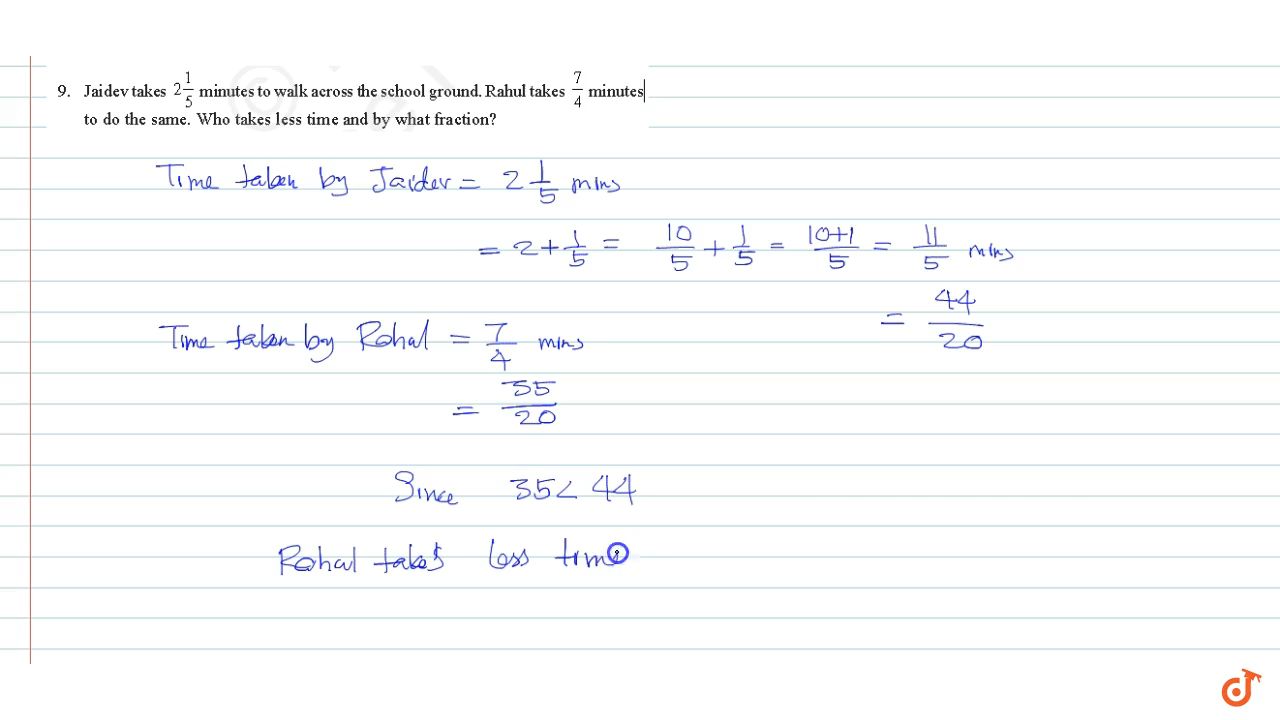 9. Jaidev takes 2 1/5 minutes to walk across the school ground. Rahul takes 7/4 minutes
to do the same. Who takes less time and by what fraction?
Time taken by Jaidev = 2 1/5 mins
= 2 + 1/5 = 10/5 + 1/5 = 10+1/5 = 11/5 mins
= 44/20
Time taken by Rohal = 7/4 mins
= 35/20
Since 35 < 44
Rohal takes less time